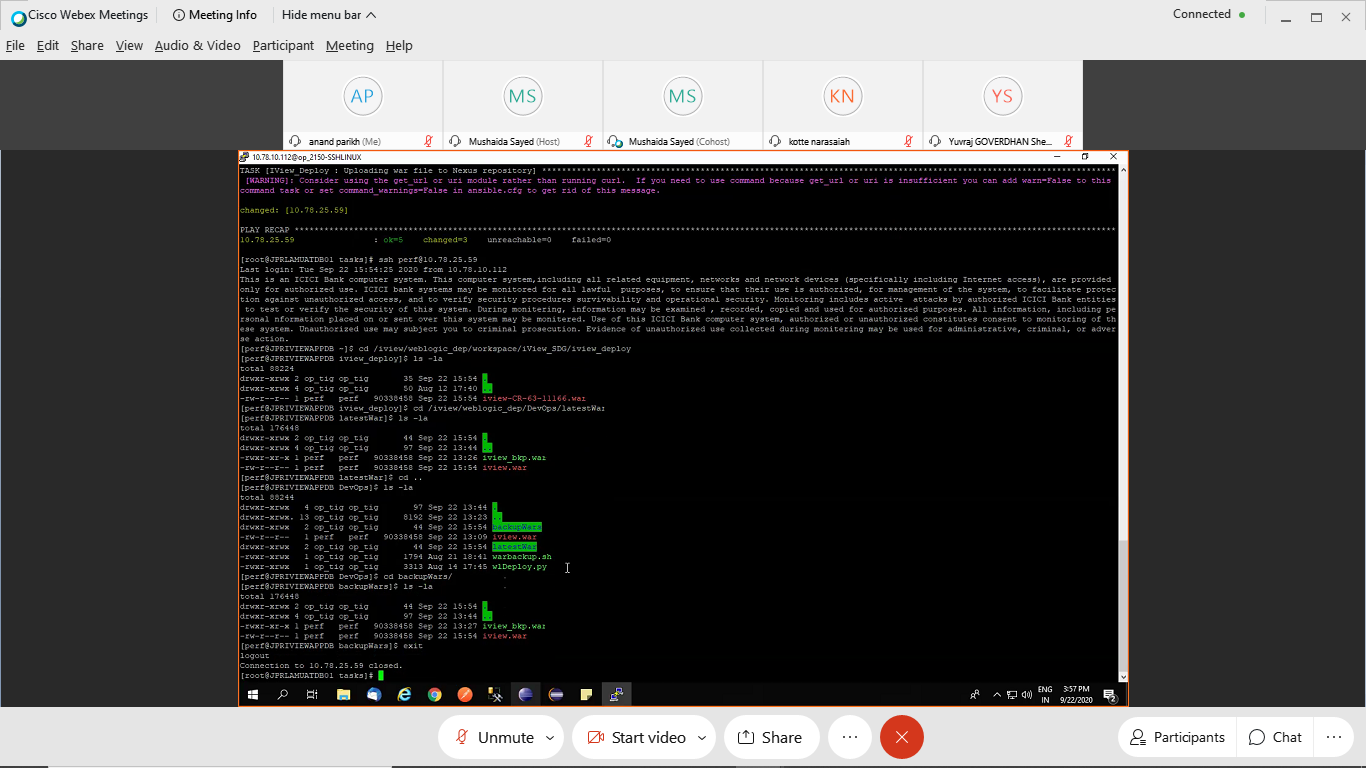 Cisco Webex Meetings Meeting Info Hide menu bar Connected
File Edit Share View Audio & Video Participant Meeting Help
AP MS MS KN YS
anand parikh (Me) Mushaida Sayed (Host) Mushaida Sayed (Cohost) kotte narasaiah Yuvraj GOVERDHAN She...
10.78.10.112@op_2150-SSHLINUX
TASK [IView_Deploy : Uploading war file to Nexus repository] ****
[WARNING]: Consider using the get_url or uri module rather than running curl. If you need to use command because get_url or uri is insufficient you can add warn=False to this
command task or set command_warnings=False in ansible.cfg to get rid of this message.
changed: [10.78.25.59]
PLAY RECAP ****
10.78.25.59 : ok=5 changed=3 unreachable=0 failed=0
[root@JPRLAMUATDB01 tasks]# ssh perf@10.78.25.59
Last login: Tue Sep 22 15:54:25 2020 from 10.78.10.112
This is an ICICI Bank computer system. This computer system,including all related equipment, networks and network devices (specifically including Internet access), are provided
only for authorized use. ICICI bank systems may be monitored for all lawful purposes, to ensure that their use is authorized, for management of the system, to facilitate protec
tion against unauthorized access, and to verify security procedures survivability and operational security. Monitoring includes active attacks by authorized ICICI Bank entities
to test or verify the security of this system. During monitering, information may be examined , recorded, copied and used for authorized purposes. All information, including pe
rsonal nformation placed on or sent over this system may be monitered. Use of this ICICI Bank computer system, authorized or unauthorized constitutes consent to monitoring of th
ese system. Unauthorized use may subject you to criminal prosecution. Evidence of unauthorized use collected during monitering may be used for administrative, criminal, or adver
se action.
[perf@JPRIVIEWAPPDB ~]$ cd /iview/weblogic_dep/workspace/iView_SDG/iview_deploy
[perf@JPRIVIEWAPPDB iview_deploy]$ ls -la
total 88224
drwxr-xrwx 2 op_tig op_tig 35 Sep 22 15:54 .
drwxr-xrwx 4 op_tig op_tig 50 Aug 12 17:40 ..
-rw-r--r-- 1 perf perf 90338458 Sep 22 15:54 iview-CR-63-11166.war
[perf@JPRIVIEWAPPDB iview_deploy]$ cd /iview/weblogic_dep/DevOps/latestWar
[perf@JPRIVIEWAPPDB latestWar]$ ls -la
total 176448
drwxr-xrwx 2 op_tig op_tig 44 Sep 22 15:54 .
drwxr-xrwx 4 op_tig op_tig 97 Sep 22 13:44 ..
-rwxr-xr-x 1 perf perf 90338458 Sep 22 13:26 iview_bkp.war
-rw-r--r-- 1 perf perf 90338458 Sep 22 15:54 iview.war
[perf@JPRIVIEWAPPDB latestWar]$ cd ..
[perf@JPRIVIEWAPPDB DevOps]$ ls -la
total 88244
drwxr-xrwx 4 op_tig op_tig 97 Sep 22 13:44 .
drwxr-xrwx. 13 op_tig op_tig 8192 Sep 22 13:23 ..
drwxr-xrwx 2 op_tig op_tig 44 Sep 22 15:54 backupWars
-rw-r--r-- 1 perf perf 90338458 Sep 22 13:09 iview.war
drwxr-xrwx 2 op_tig op_tig 44 Sep 22 15:54 latestWar
-rwxr-xrwx 1 op_tig op_tig 1794 Aug 21 18:41 warbackup.sh
-rwxr-xrwx 1 op_tig op_tig 3313 Aug 14 17:45 wlDeploy.py
[perf@JPRIVIEWAPPDB DevOps]$ cd backupWars/
[perf@JPRIVIEWAPPDB backupWars]$ ls -la
total 176448
drwxr-xrwx 2 op_tig op_tig 44 Sep 22 15:54 .
drwxr-xrwx 4 op_tig op_tig 97 Sep 22 13:44 ..
-rwxr-xr-x 1 perf perf 90338458 Sep 22 13:27 iview_bkp.war
-rw-r--r-- 1 perf perf 90338458 Sep 22 15:54 iview.war
[perf@JPRIVIEWAPPDB backupWars]$ exit
logout
Connection to 10.78.25.59 closed.
[root@JPRLAMUATDB01 tasks]#
ENG 3:57 PM
IN 9/22/2020 2
Unmute Start video Share Participants Chat